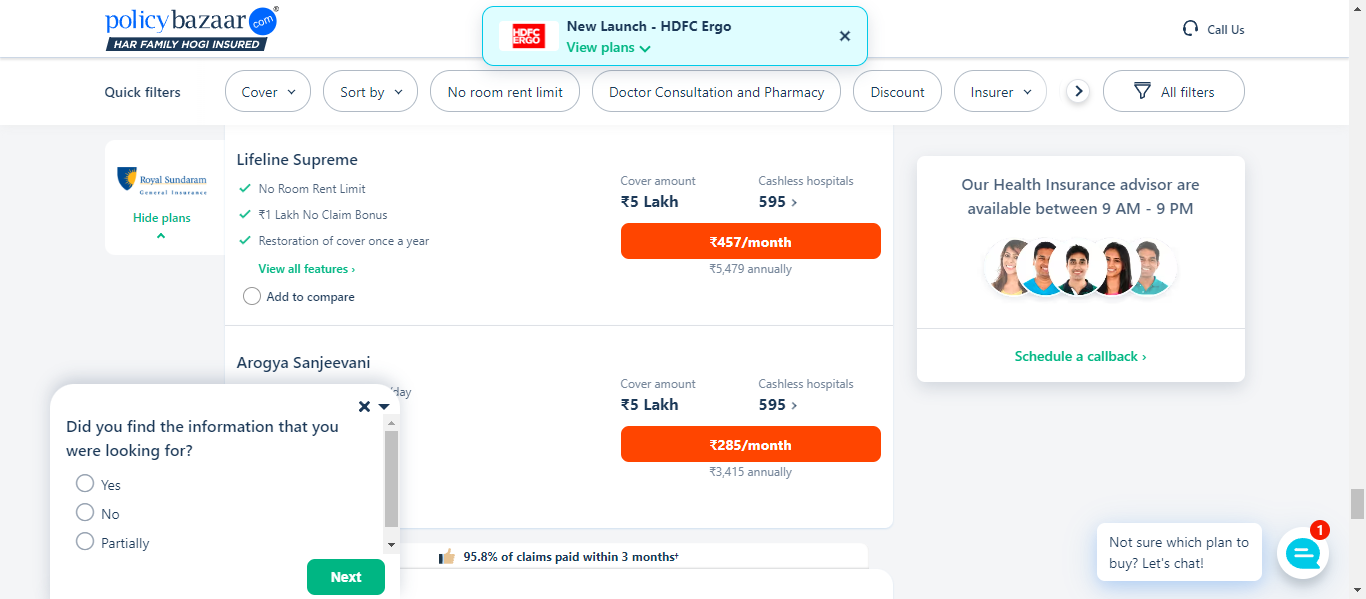 policybazaar com
HAR FAMILY HOGI INSURED
HDFC ERGO
New Launch - HDFC Ergo
View plans
Call Us
Quick filters
Cover
Sort by
No room rent limit
Doctor Consultation and Pharmacy
Discount
Insurer
All filters
Royal Sundaram
General Insurance
Hide plans
Lifeline Supreme
No Room Rent Limit
₹1 Lakh No Claim Bonus
Restoration of cover once a year
View all features ›
Add to compare
Cover amount
₹5 Lakh
Cashless hospitals
595 ›
₹457/month
₹5,479 annually
Arogya Sanjeevani
/day
Cover amount
₹5 Lakh
Cashless hospitals
595 ›
₹285/month
₹3,415 annually
95.8% of claims paid within 3 months⁺
Our Health Insurance advisor are
available between 9 AM - 9 PM
Schedule a callback ›
Did you find the information that you
were looking for?
Yes
No
Partially
Next
Not sure which plan to
buy? Let's chat!
1